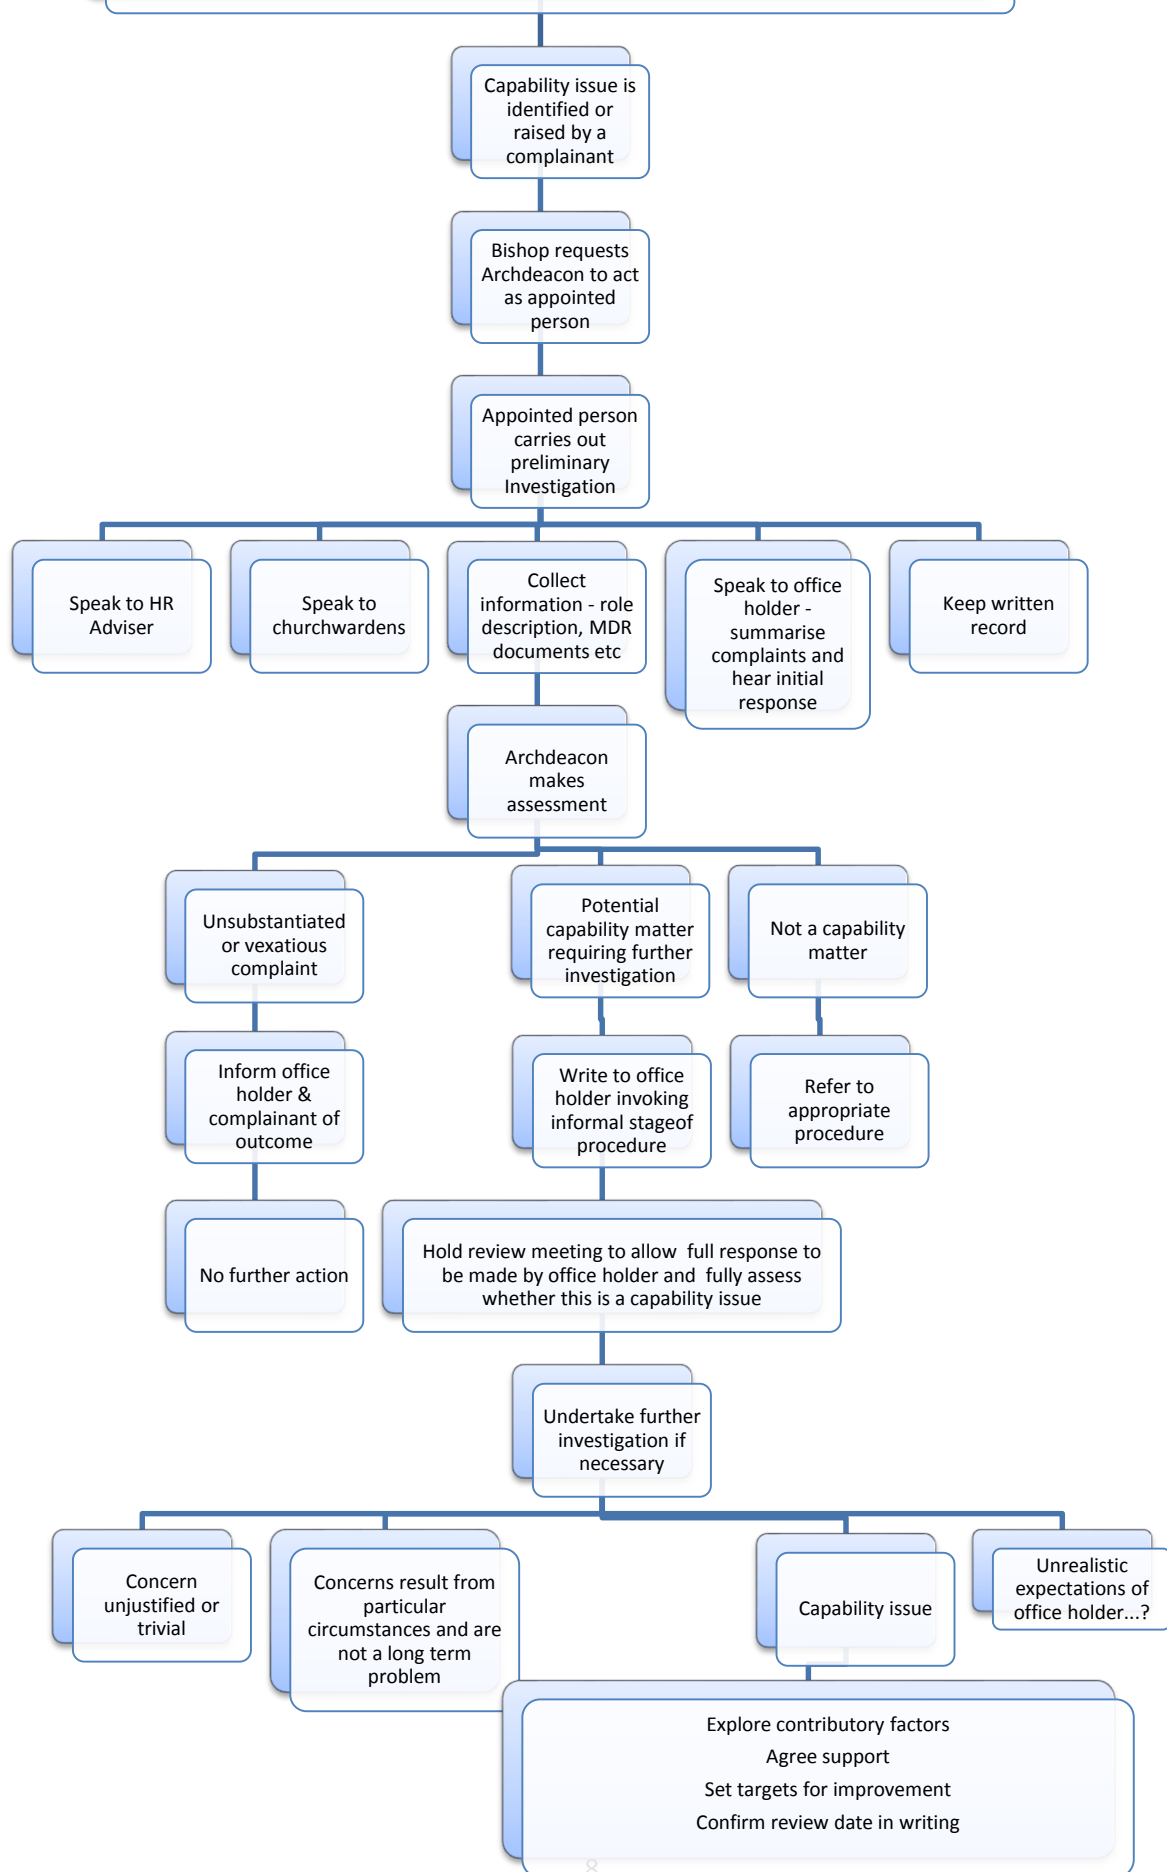 Capability issue is
identified or
raised by a
complainant
Bishop requests
Archdeacon to act
as appointed
person
Appointed person
carries out
preliminary
Investigation
Speak to HR
Adviser
Speak to
churchwardens
Collect
information - role
description, MDR
documents etc
Speak to office
holder -
summarise
complaints and
hear initial
response
Keep written
record
Archdeacon
makes
assessment
Unsubstantiated
or vexatious
complaint
Potential
capability matter
requiring further
investigation
Not a capability
matter
Inform office
holder &
complainant of
outcome
Write to office
holder invoking
informal stageof
procedure
Refer to
appropriate
procedure
No further action
Hold review meeting to allow  full response to
be made by office holder and  fully assess
whether this is a capability issue
Undertake further
investigation if
necessary
Concern
unjustified or
trivial
Concerns result from
particular
circumstances and are
not a long term
problem
Capability issue
Unrealistic
expectations of
office holder...?
Explore contributory factors
Agree support
Set targets for improvement
Confirm review date in writing
8